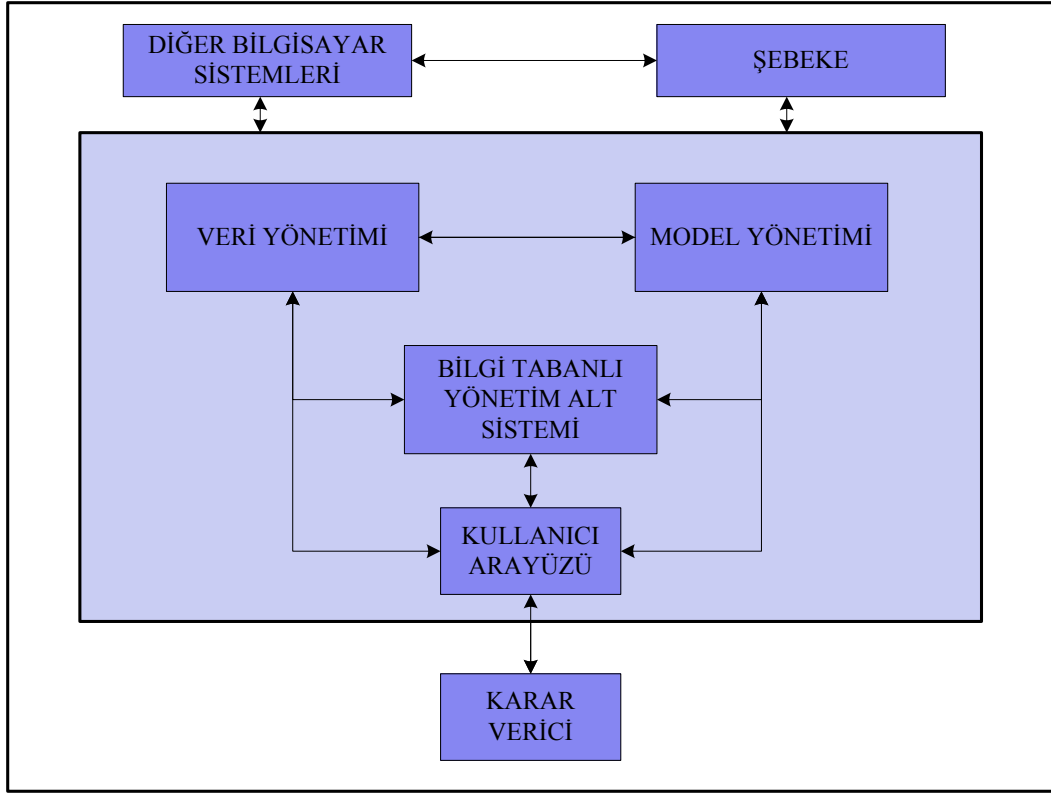 DİĞER BİLGİSAYAR
SİSTEMLERİ
ŞEBEKE
VERİ YÖNETİMİ
MODEL YÖNETİMİ
BİLGİ TABANLI
YÖNETİM ALT
SİSTEMİ
KULLANICI
ARAYÜZÜ
KARAR
VERİCİ